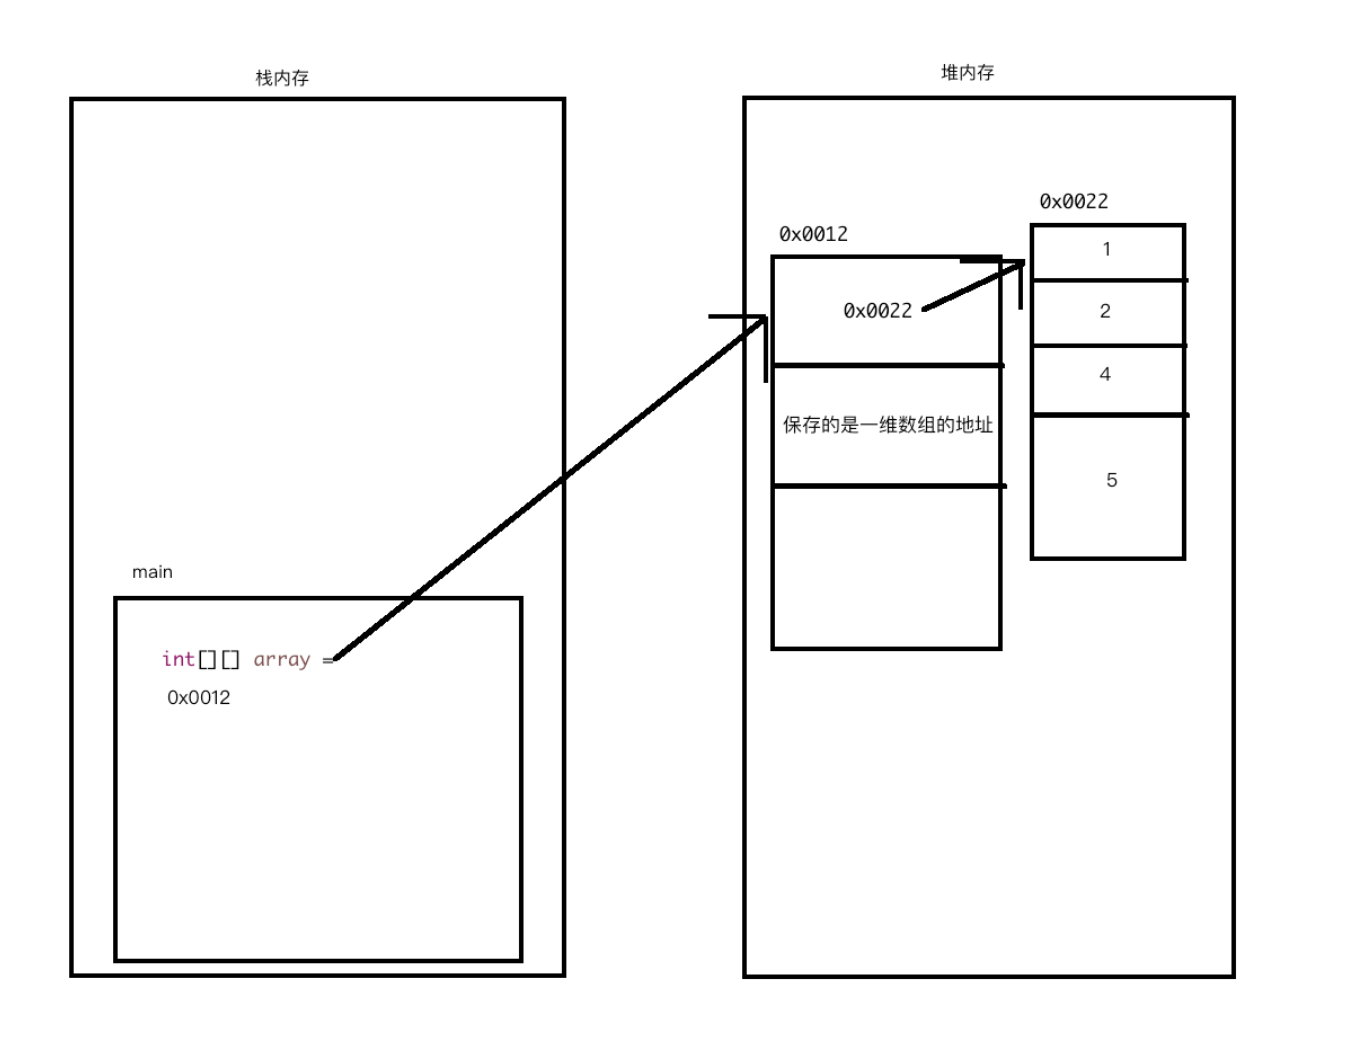 栈内存
main
int[][] array =
0x0012
堆内存
0x0012
0x0022
保存的是一维数组的地址
0x0022
1
2
4
5